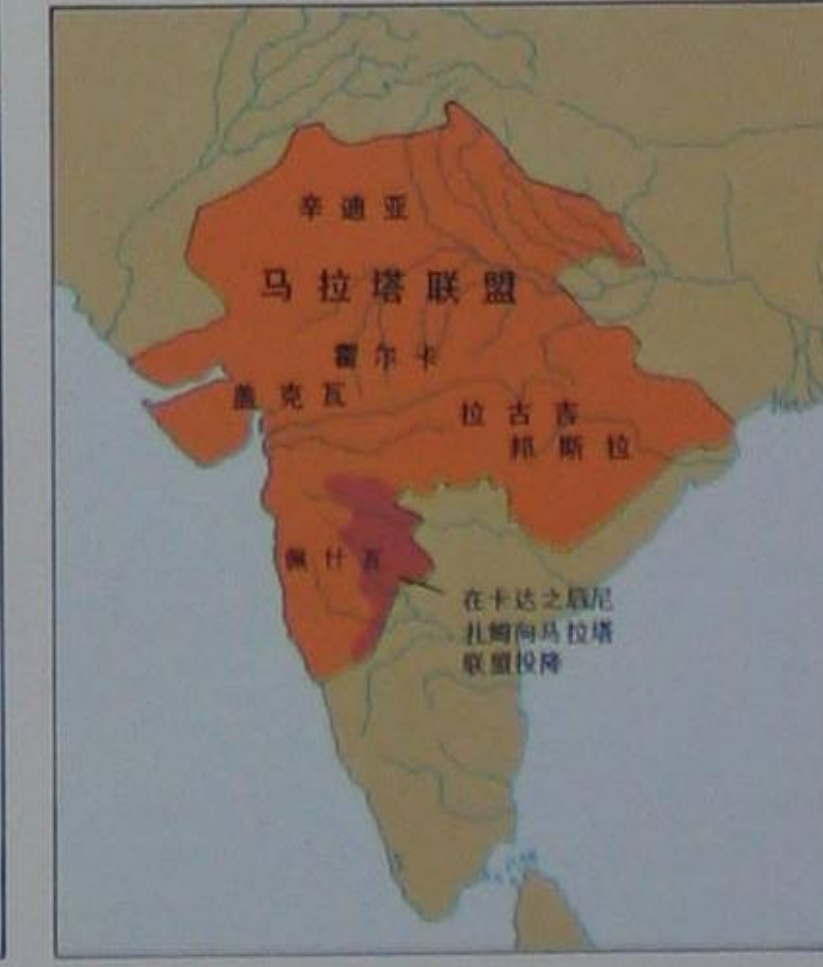 辛迪亚
马拉塔联盟
霍尔卡
盖克瓦
拉古吉
邦斯拉
佩什瓦
在卡达之后尼
扎姆向马拉塔
联盟投降